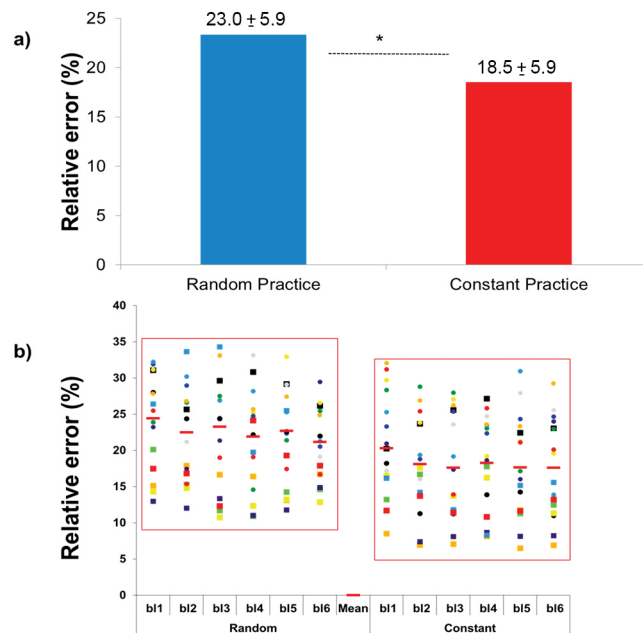 a)
23.0 ± 5.9
*
18.5 ± 5.9
Relative error (%)
25
20
15
10
5
0
Random Practice
Constant Practice
b)
Relative error (%)
40
35
30
25
20
15
10
5
0
bl1 bl2 bl3 bl4 bl5 bl6 Mean bl1 bl2 bl3 bl4 bl5 bl6
Random Constant